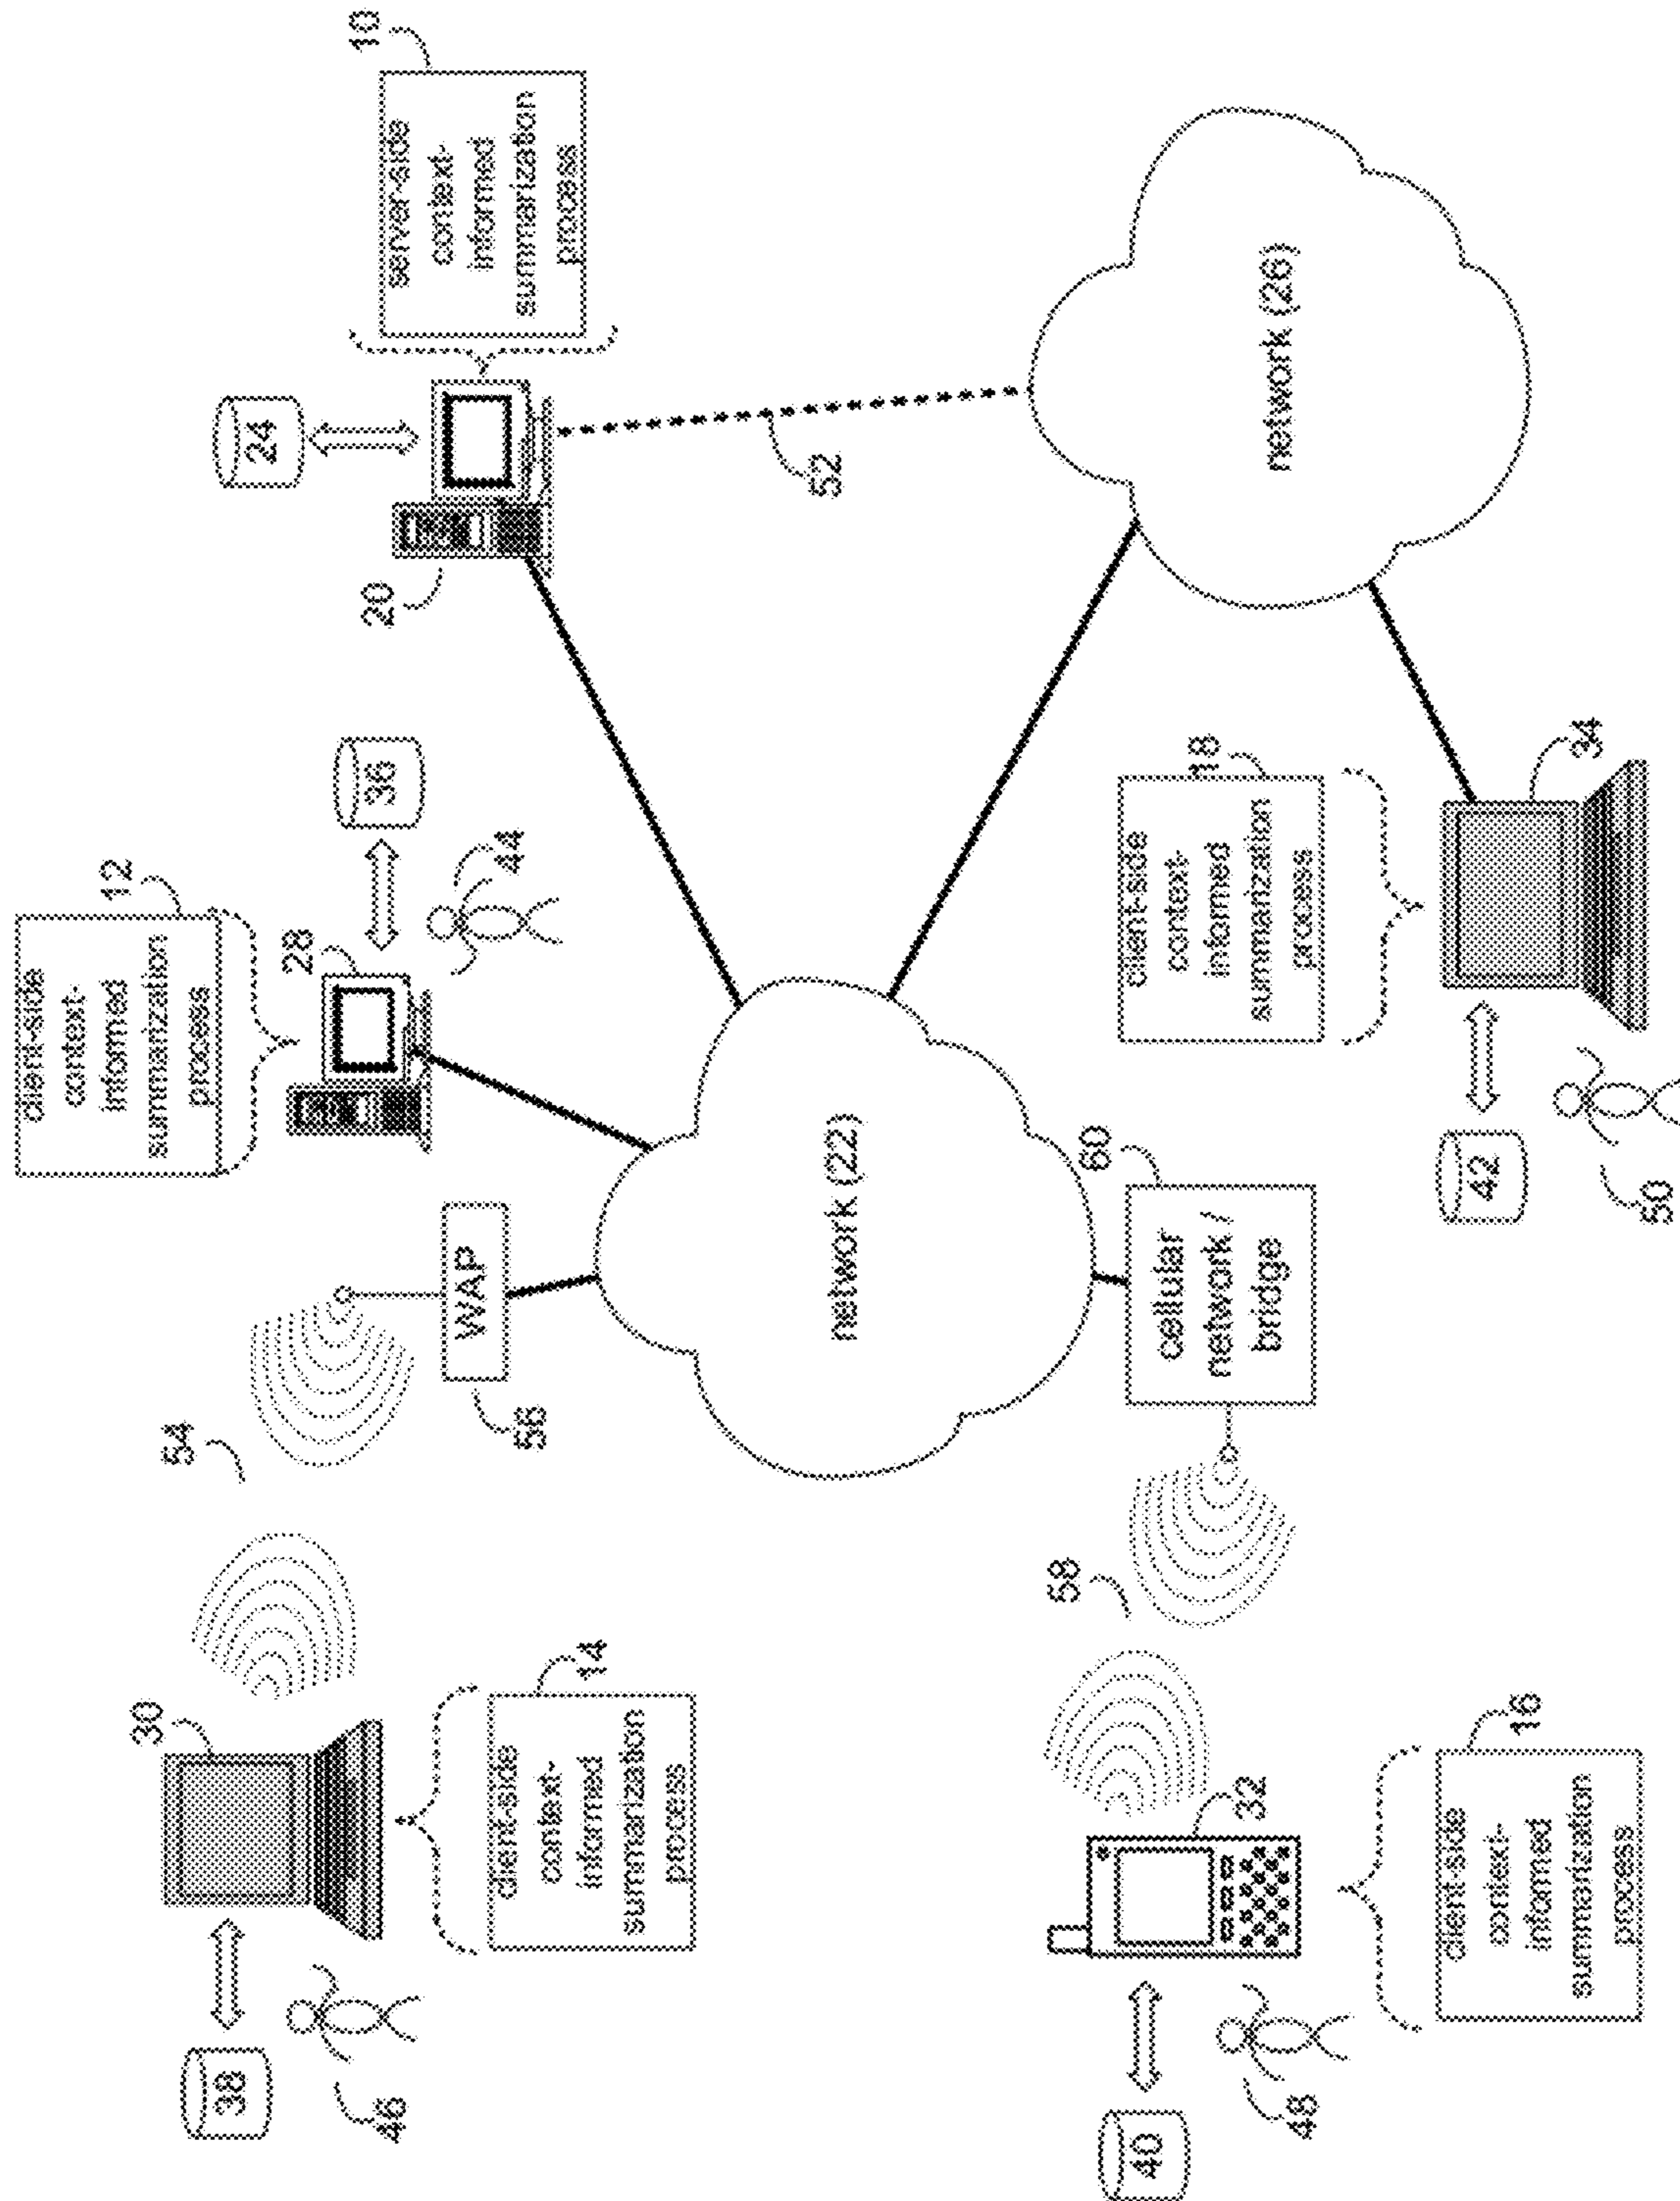 38
46
30
client-side
context-
informed
summarization
process
14
54
WAP
56
client-side
context-
informed
summarization
process
12
28
36
44
24
20
server-side
context-
informed
summarization
process
10
52
network (22)
network (26)
40
48
32
client-side
context-
informed
summarization
process
16
58
cellular
network /
bridge
60
client-side
context-
informed
summarization
process
18
42
50
34